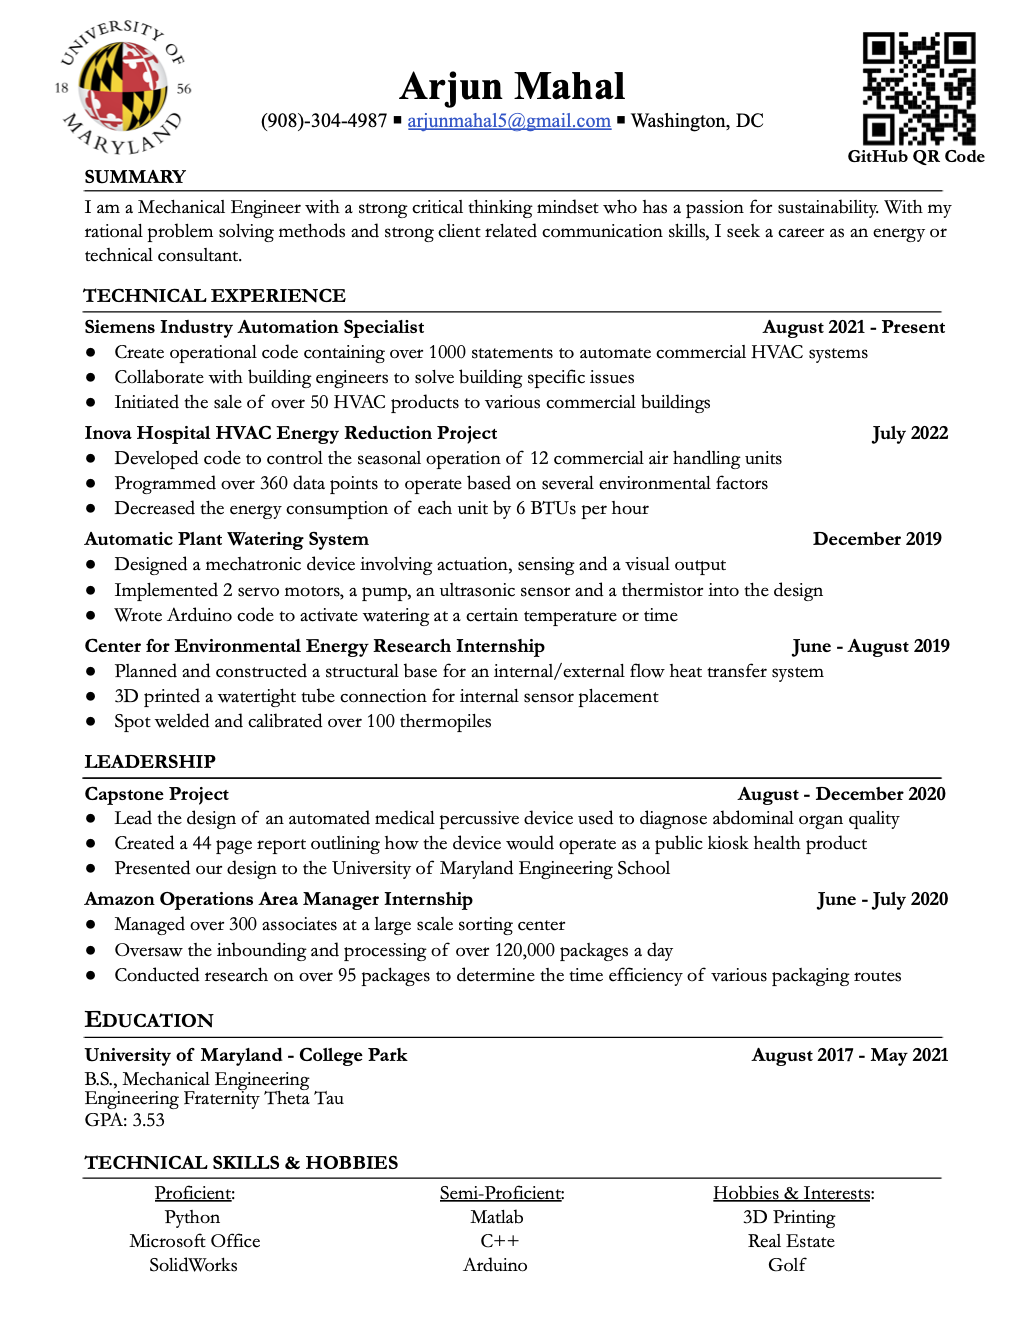 UNIVERSITY OF
18 56
MARYLAND
Arjun Mahal
(908)-304-4987 ▪ arjunmahal5@gmail.com ▪ Washington, DC
GitHub QR Code
SUMMARY
I am a Mechanical Engineer with a strong critical thinking mindset who has a passion for sustainability. With my
rational problem solving methods and strong client related communication skills, I seek a career as an energy or
technical consultant.
TECHNICAL EXPERIENCE
Siemens Industry Automation Specialist August 2021 - Present
● Create operational code containing over 1000 statements to automate commercial HVAC systems
● Collaborate with building engineers to solve building specific issues
● Initiated the sale of over 50 HVAC products to various commercial buildings
Inova Hospital HVAC Energy Reduction Project July 2022
● Developed code to control the seasonal operation of 12 commercial air handling units
● Programmed over 360 data points to operate based on several environmental factors
● Decreased the energy consumption of each unit by 6 BTUs per hour
Automatic Plant Watering System December 2019
● Designed a mechatronic device involving actuation, sensing and a visual output
● Implemented 2 servo motors, a pump, an ultrasonic sensor and a thermistor into the design
● Wrote Arduino code to activate watering at a certain temperature or time
Center for Environmental Energy Research Internship June - August 2019
● Planned and constructed a structural base for an internal/external flow heat transfer system
● 3D printed a watertight tube connection for internal sensor placement
● Spot welded and calibrated over 100 thermopiles
LEADERSHIP
Capstone Project August - December 2020
● Lead the design of an automated medical percussive device used to diagnose abdominal organ quality
● Created a 44 page report outlining how the device would operate as a public kiosk health product
● Presented our design to the University of Maryland Engineering School
Amazon Operations Area Manager Internship June - July 2020
● Managed over 300 associates at a large scale sorting center
● Oversaw the inbounding and processing of over 120,000 packages a day
● Conducted research on over 95 packages to determine the time efficiency of various packaging routes
EDUCATION
University of Maryland - College Park August 2017 - May 2021
B.S., Mechanical Engineering
Engineering Fraternity Theta Tau
GPA: 3.53
TECHNICAL SKILLS & HOBBIES
Proficient: Semi-Proficient: Hobbies & Interests:
Python Matlab 3D Printing
Microsoft Office C++ Real Estate
SolidWorks Arduino Golf